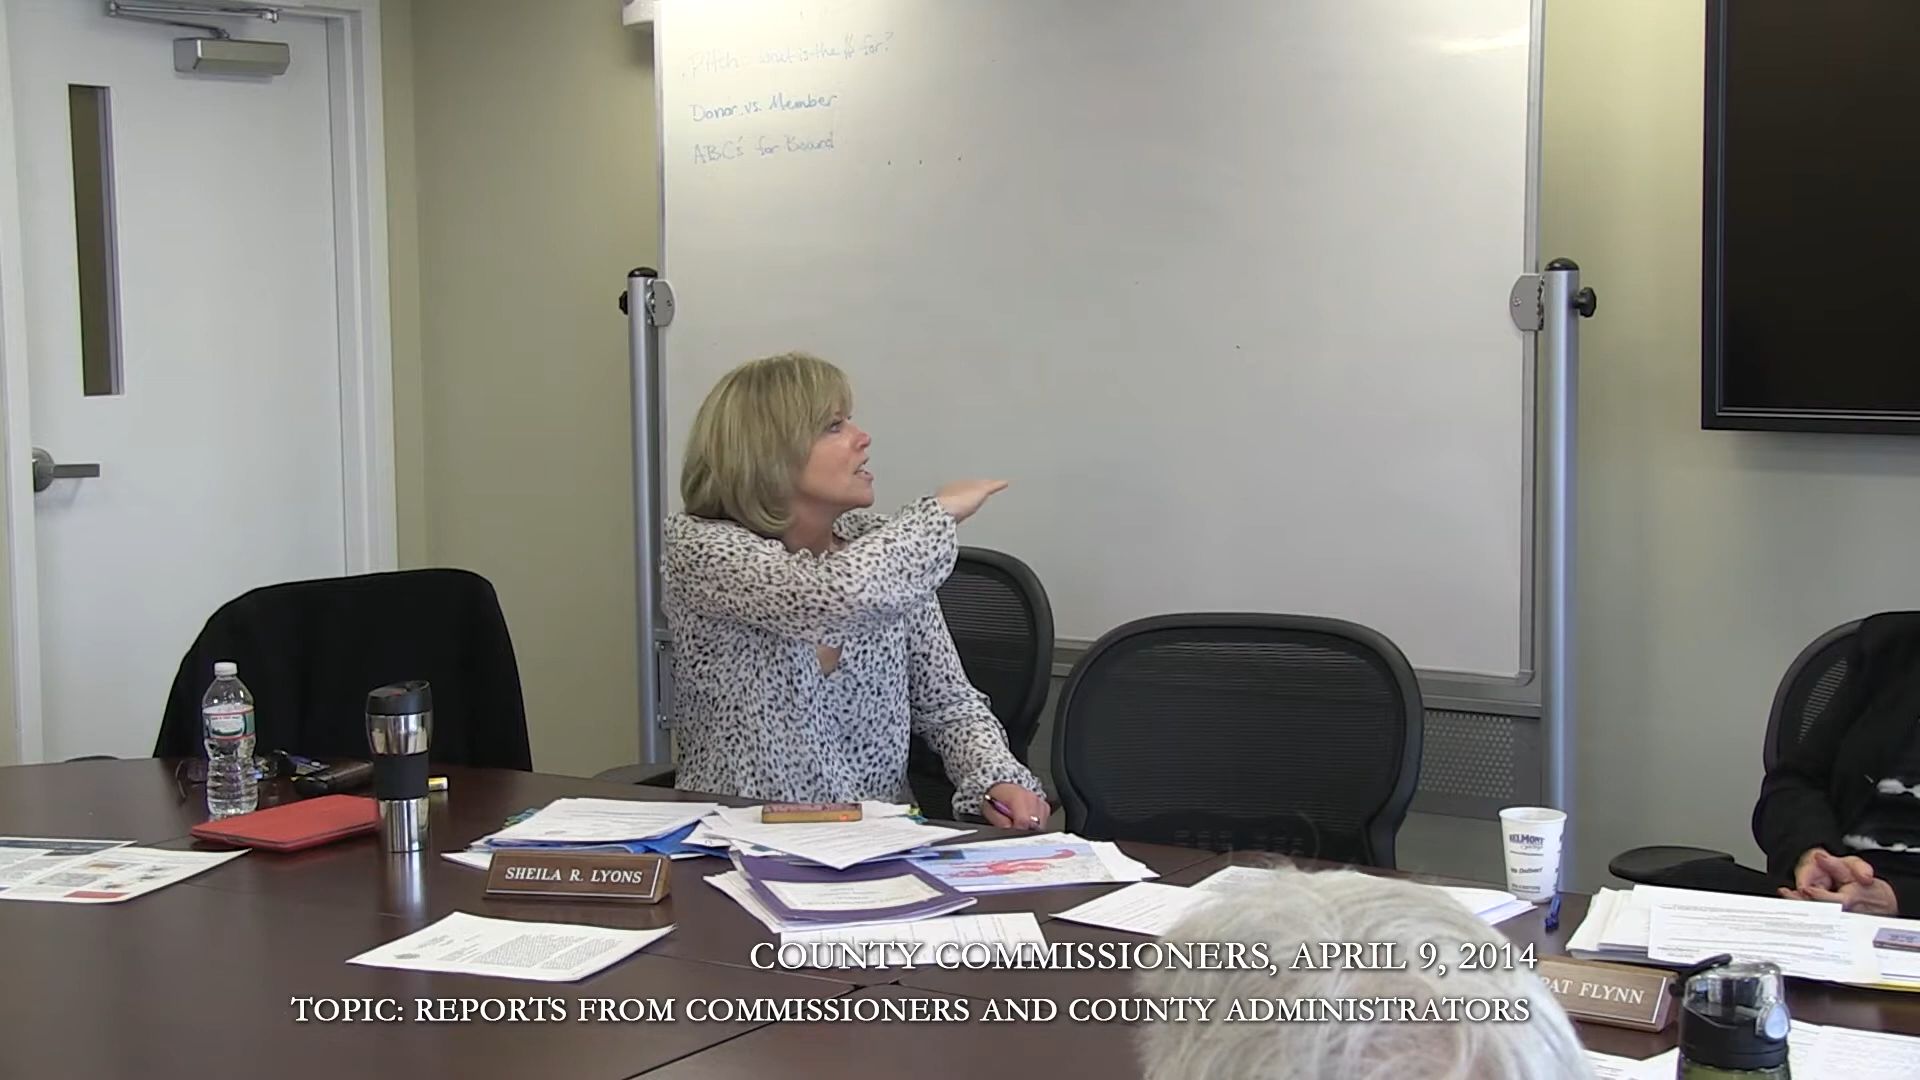 Pitch: what is the $ for?
Donor vs. Member
ABC's for Board
SHEILA R. LYONS
BELMONT
PAT FLYNN
COUNTY COMMISSIONERS, APRIL 9, 2014
TOPIC: REPORTS FROM COMMISSIONERS AND COUNTY ADMINISTRATORS